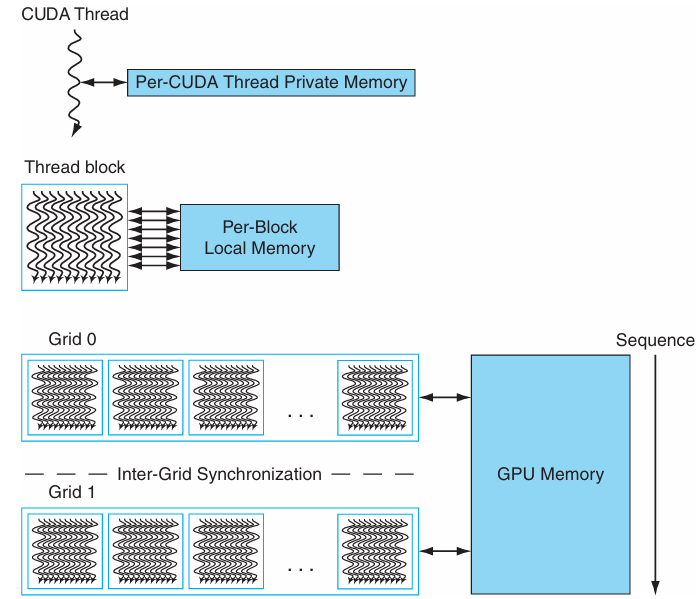 CUDA Thread
Per-CUDA Thread Private Memory
Thread block
Per-Block
Local Memory
Grid 0
Sequence
. . .
Inter-Grid Synchronization
GPU Memory
Grid 1
. . .